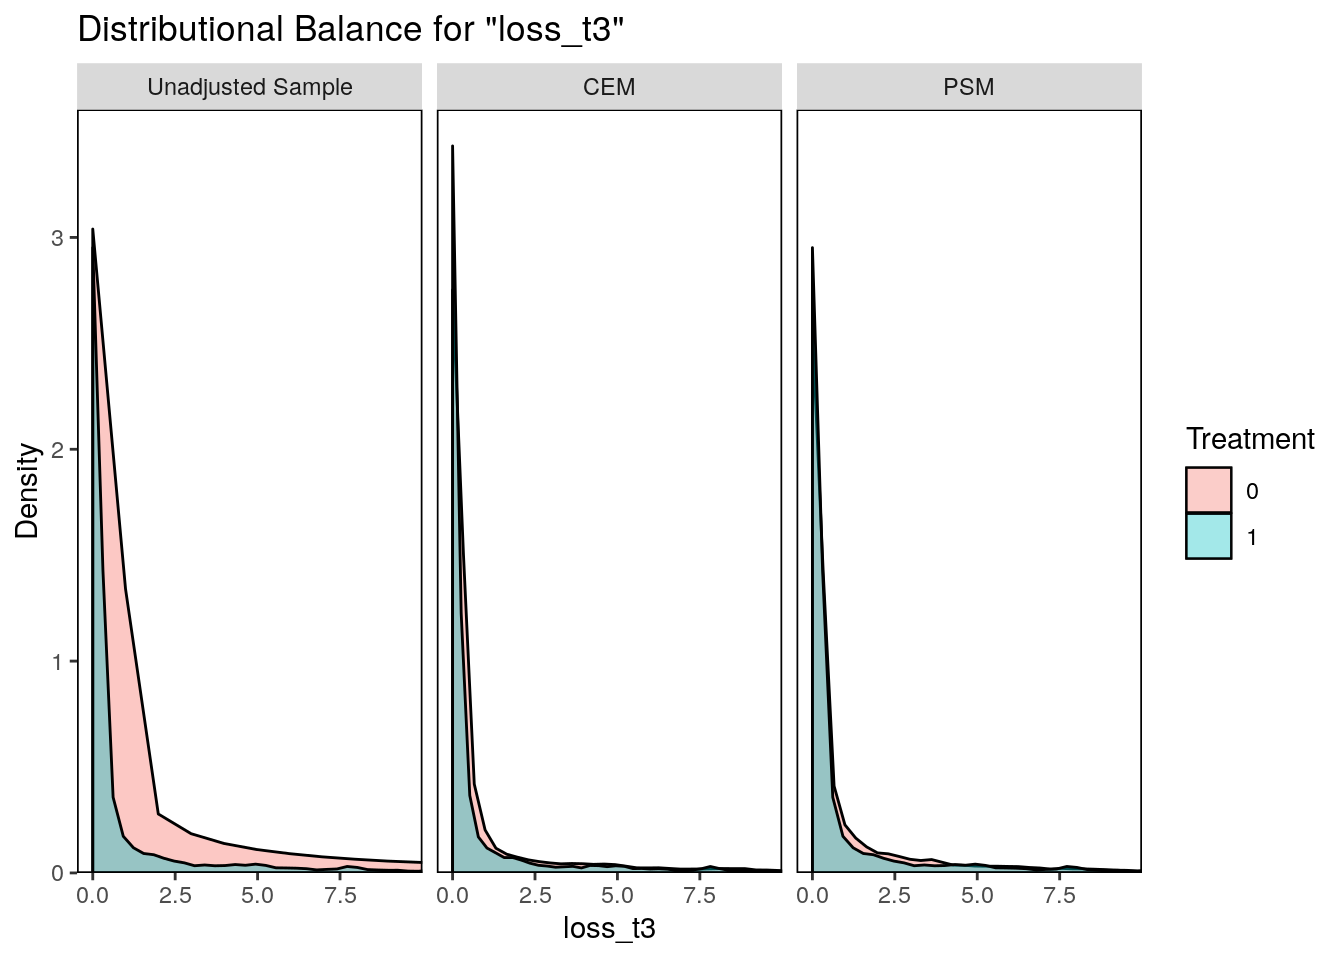 Distributional Balance for "loss_t3"
Unadjusted Sample
CEM
PSM
Density
3
2
1
0
0.0 2.5 5.0 7.5
0.0 2.5 5.0 7.5
0.0 2.5 5.0 7.5
loss_t3
Treatment
0
1